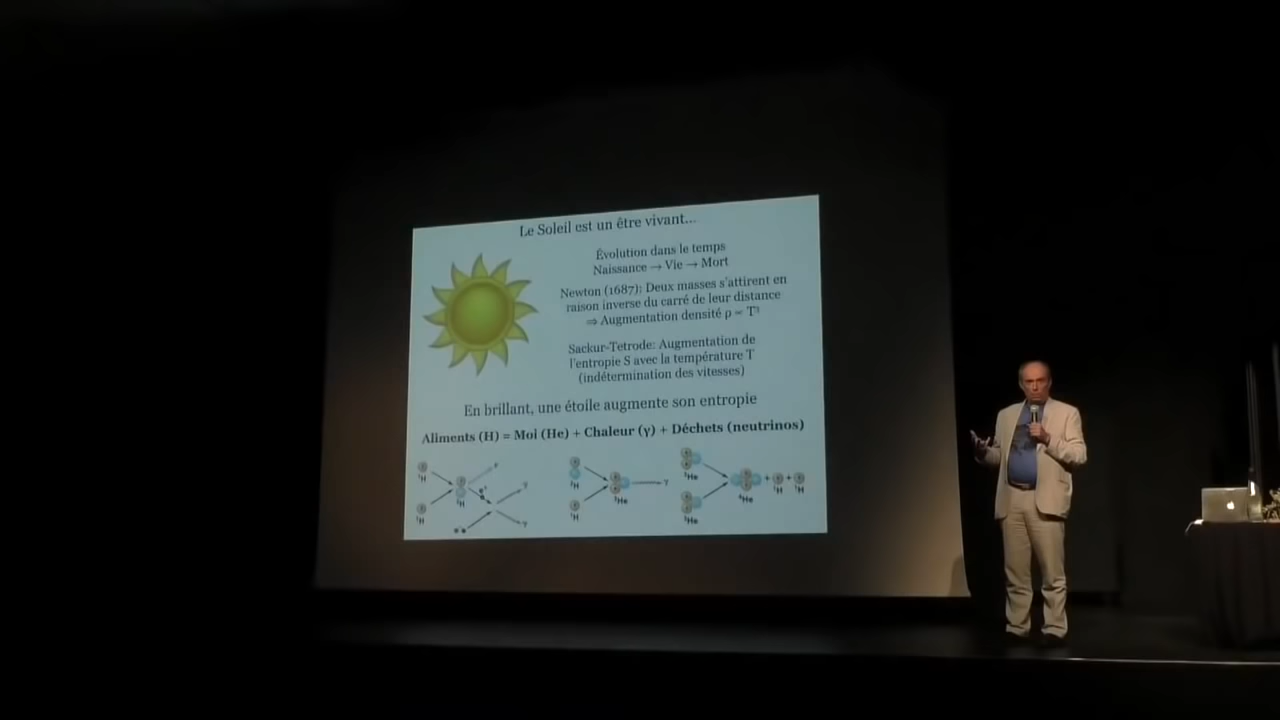 Le Soleil est un être vivant...
Évolution dans le temps
Naissance → Vie → Mort
Newton (1687): Deux masses s'attirent en
raison inverse du carré de leur distance
⇒ Augmentation densité ρ ∝ T³
Sackur-Tetrode: Augmentation de
l'entropie S avec la température T
(indétermination des vitesses)
En brillant, une étoile augmente son entropie
Aliments (H) = Moi (He) + Chaleur (γ) + Déchets (neutrinos)